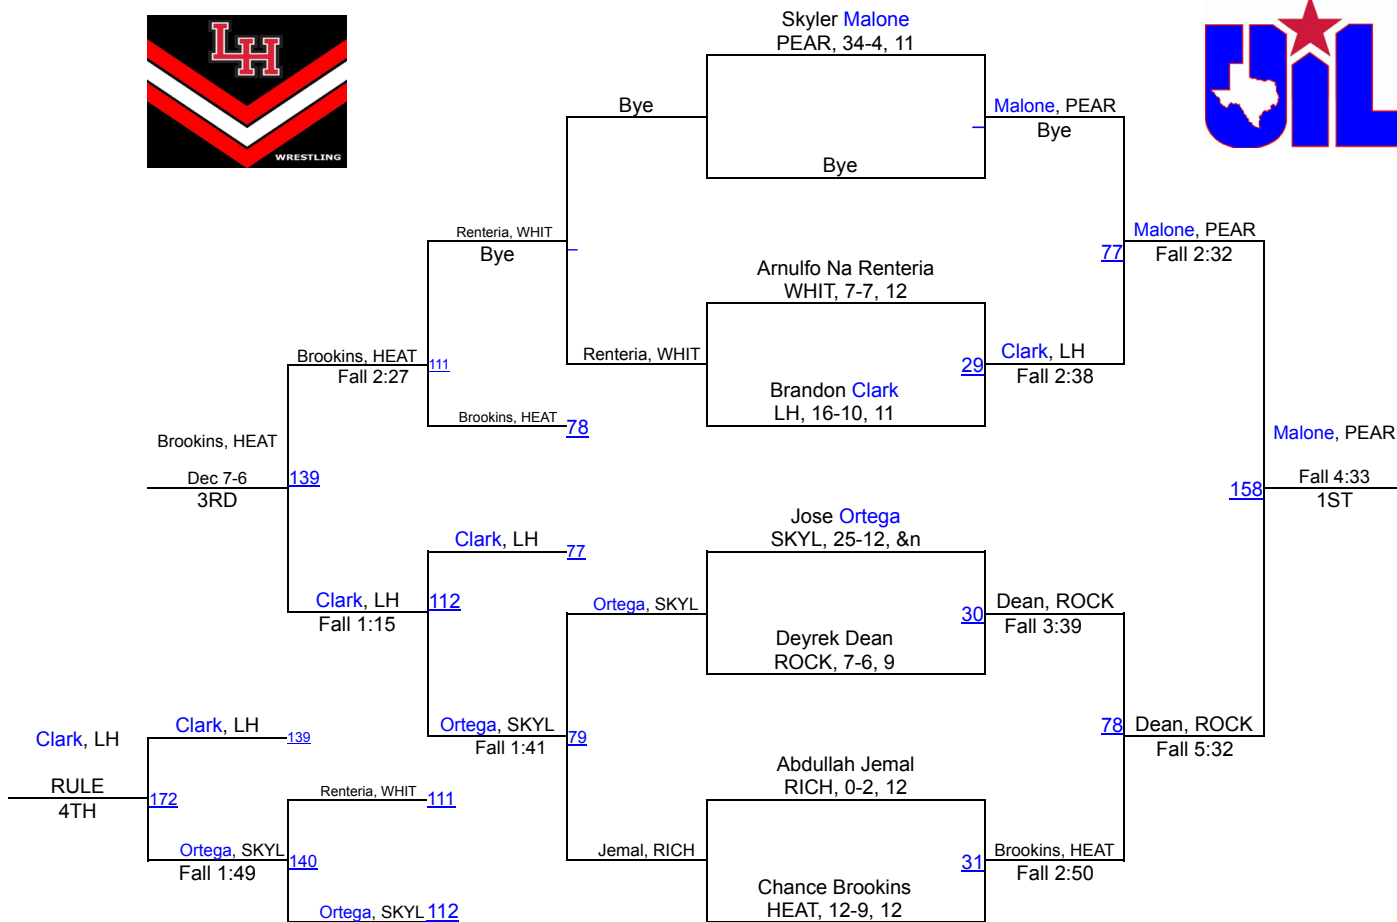 LH
WRESTLING
UIL
Skyler Malone
PEAR, 34-4, 11
Bye
Malone, PEAR
Bye
Bye
Renteria, WHIT
Bye
Malone, PEAR
77
Fall 2:32
Arnulfo Na Renteria
WHIT, 7-7, 12
Brookins, HEAT
Fall 2:27
111
Renteria, WHIT
29
Clark, LH
Fall 2:38
Brandon Clark
LH, 16-10, 11
Brookins, HEAT
78
Brookins, HEAT
Dec 7-6
3RD
139
Malone, PEAR
158
Fall 4:33
1ST
Jose Ortega
SKYL, 25-12, &n
Clark, LH
77
Clark, LH
Fall 1:15
112
Ortega, SKYL
30
Dean, ROCK
Fall 3:39
Deyrek Dean
ROCK, 7-6, 9
Clark, LH
RULE
4TH
Clark, LH
139
172
Ortega, SKYL
Fall 1:41
79
78
Dean, ROCK
Fall 5:32
Abdullah Jemal
RICH, 0-2, 12
Renteria, WHIT
111
Ortega, SKYL
Fall 1:49
140
Jemal, RICH
31
Brookins, HEAT
Fall 2:50
Chance Brookins
HEAT, 12-9, 12
Ortega, SKYL
112